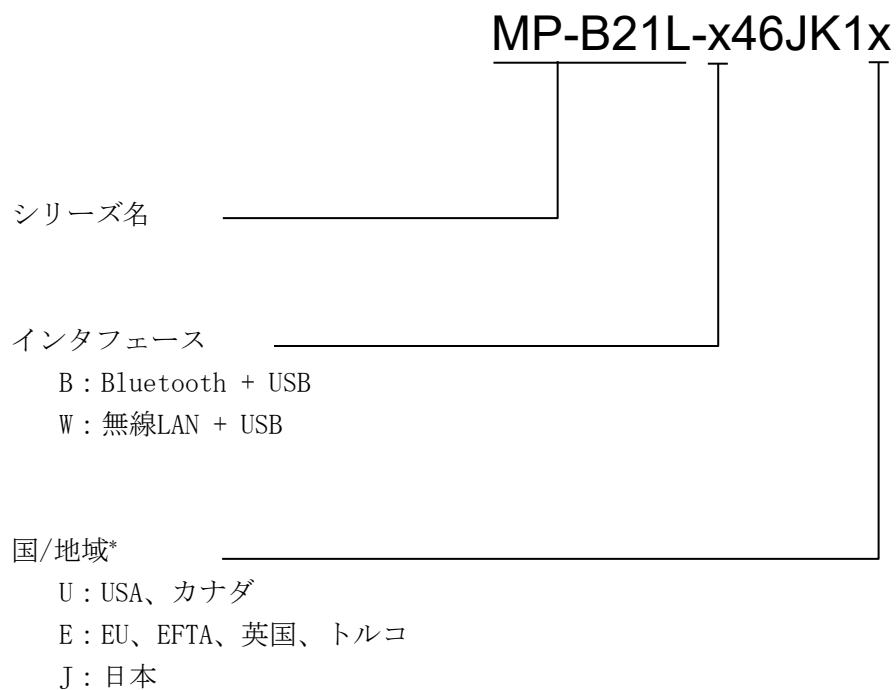 MP-B21L-x46JK1x
シリーズ名
インタフェース
B：Bluetooth + USB
W：無線LAN + USB
国/地域*
U：USA、カナダ
E：EU、EFTA、英国、トルコ
J：日本